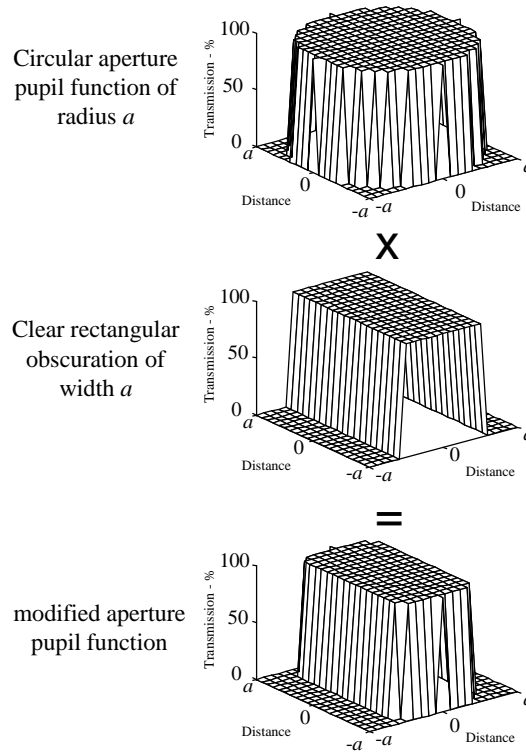 Circular aperture
pupil function of
radius a
Transmission - %
100
50
0
a
0
-a
Distance
-a
0
a
Distance
X
Clear rectangular
obscuration of
width a
Transmission - %
100
50
0
a
0
-a
Distance
-a
0
a
Distance
=
modified aperture
pupil function
Transmission - %
100
50
0
a
0
-a
Distance
-a
0
a
Distance